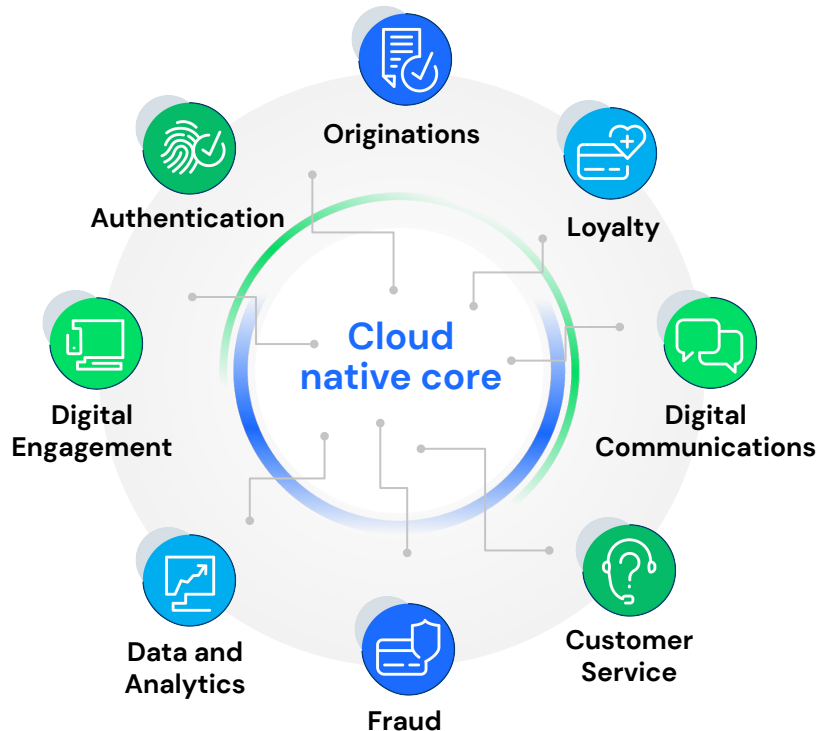 Originations
Loyalty
Authentication
Cloud
native core
Digital
Engagement
Digital
Communications
Data and
Analytics
Customer
Service
Fraud